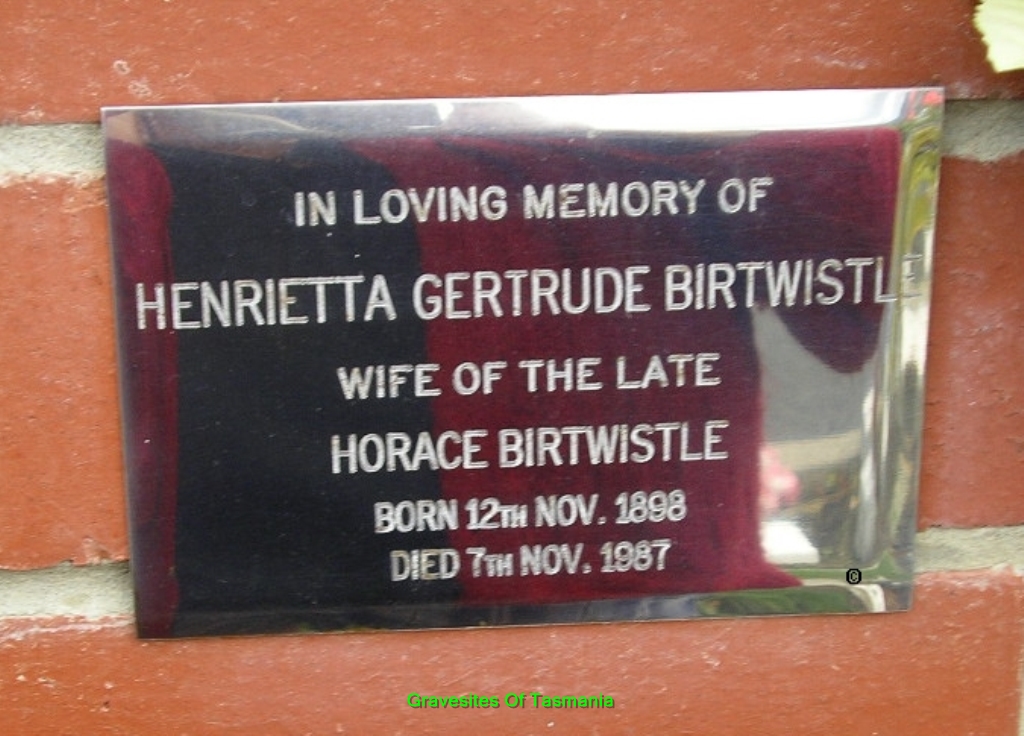 IN LOVING MEMORY OF
HENRIETTA GERTRUDE BIRTWISTLE
WIFE OF THE LATE
HORACE BIRTWISTLE
BORN 12TH NOV. 1898
DIED 7TH NOV. 1987
©
Gravesites Of Tasmania